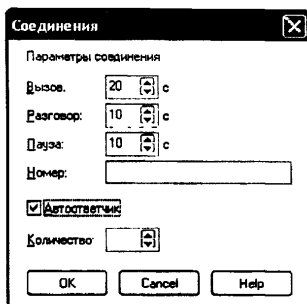 Соединения
Параметры соединения
Вызов: 20 с
Разговор: 10 с
Пауза: 10 с
Номер:
Автоответчик
Количество:
OK Cancel Help